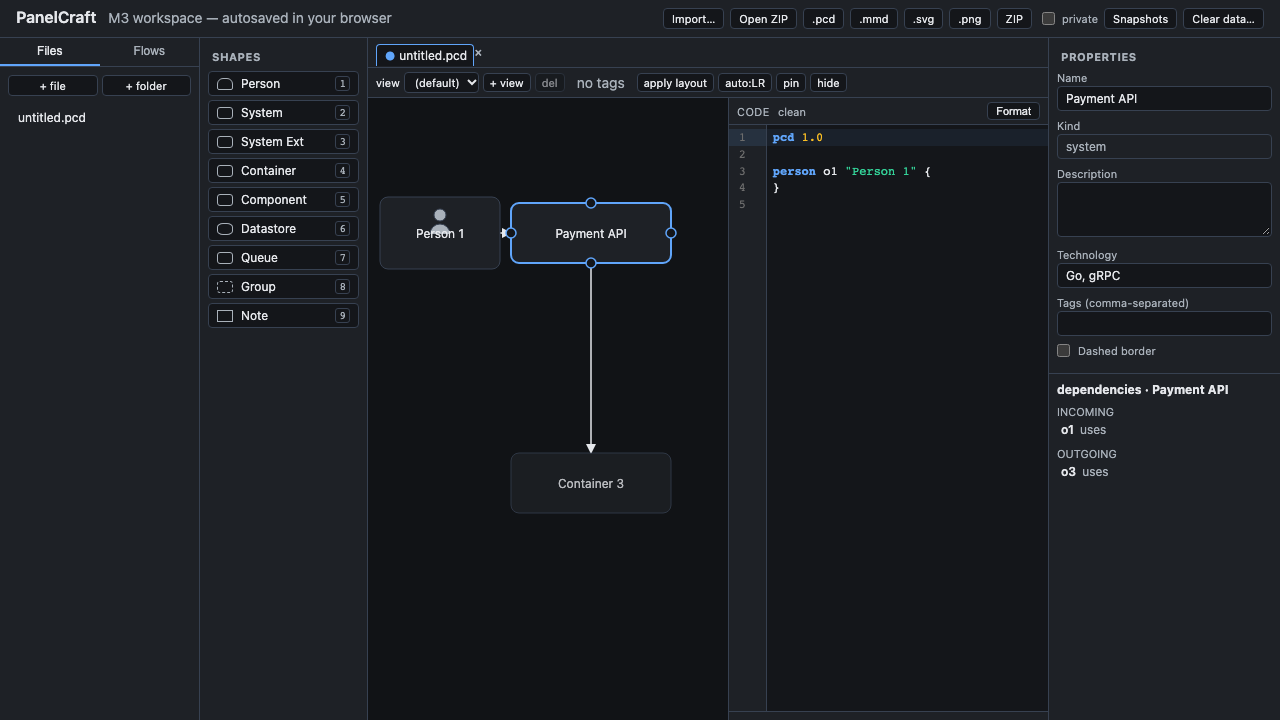 PanelCraft M3 workspace — autosaved in your browser Import... Open ZIP .pcd .mmd .svg .png ZIP private Snapshots Clear data...
Files Flows
+ file + folder
untitled.pcd
SHAPES
Person 1
System 2
System Ext 3
Container 4
Component 5
Datastore 6
Queue 7
Group 8
Note 9
untitled.pcd ×
view (default) + view del no tags apply layout auto:LR pin hide
Person 1
Payment API
Container 3
CODE clean Format
1 pcd 1.0
2
3 person o1 "Person 1" {
4 }
5
PROPERTIES
Name
Payment API
Kind
system
Description
Technology
Go, gRPC
Tags (comma-separated)
Dashed border
dependencies · Payment API
INCOMING
o1 uses
OUTGOING
o3 uses